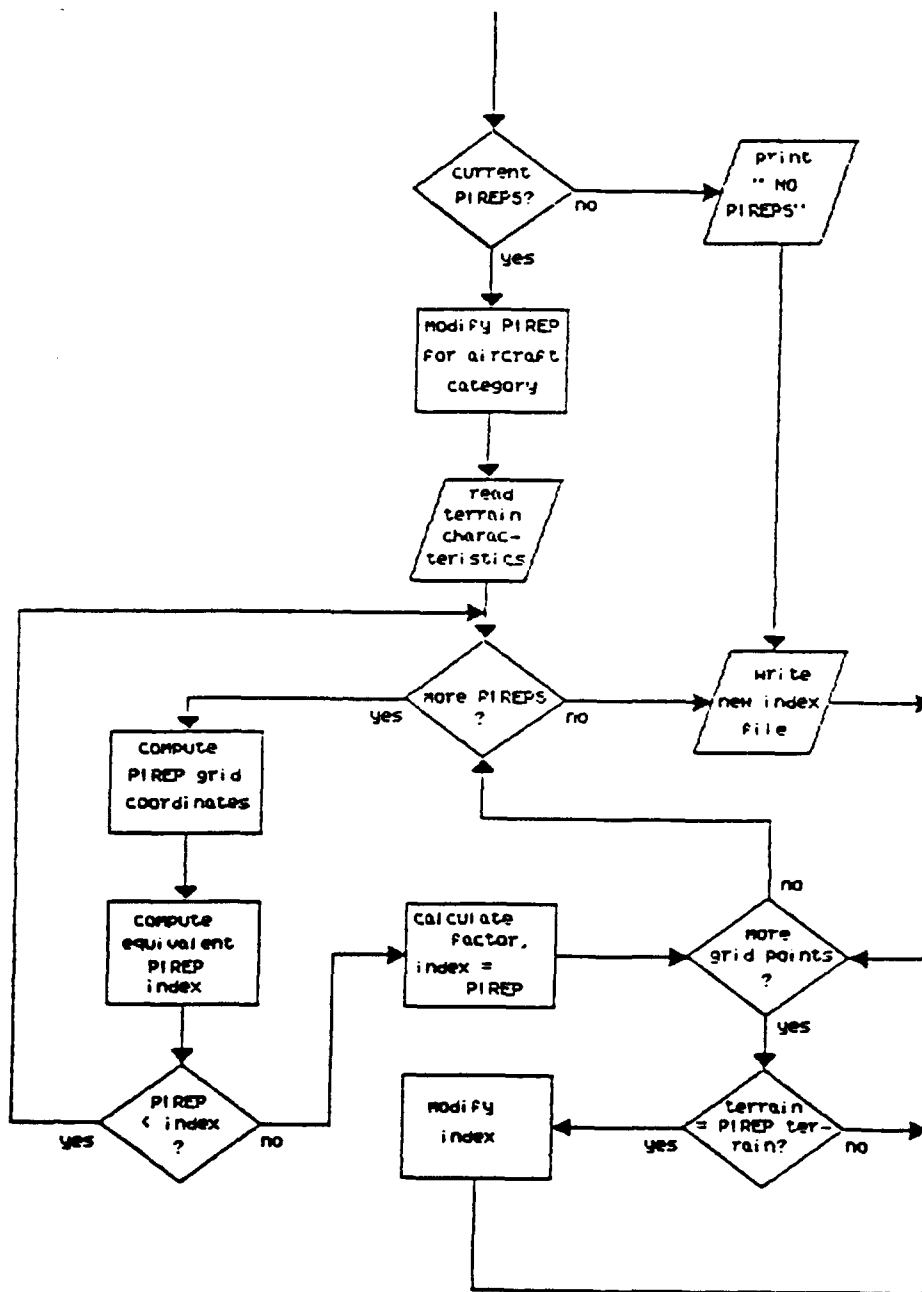 current
PIREPS?
no
yes
print
"NO
PIREPS"
modify PIREP
for aircraft
category
read
terrain
charac-
teristics
more PIREPS
?
yes
no
write
new index
file
compute
PIREP grid
coordinates
compute
equivalent
PIREP
index
calculate
factor,
index =
PIREP
no
more
grid points
?
yes
PIREP
< index
?
yes
no
modify
index
terrain
= PIREP ter-
rain?
yes
no